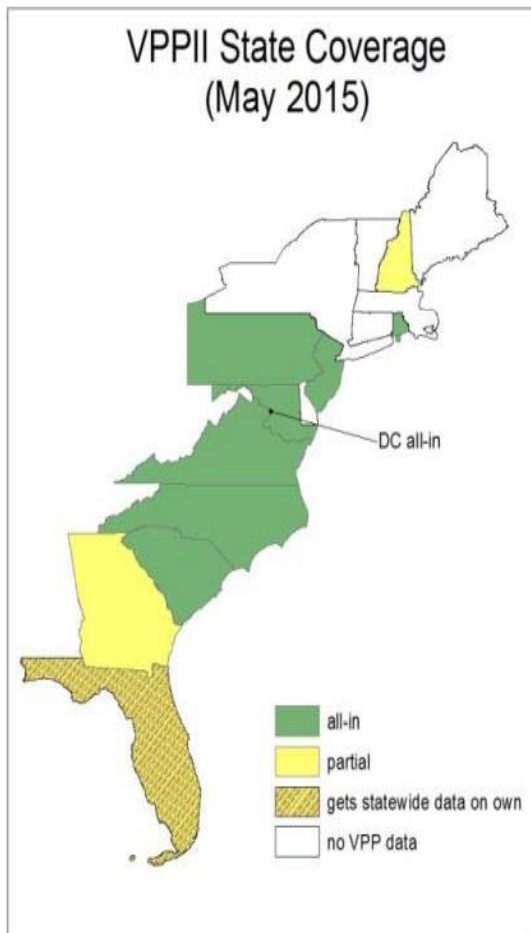 VPPII State Coverage
(May 2015)
DC all-in
all-in
partial
gets statewide data on own
no VPP data